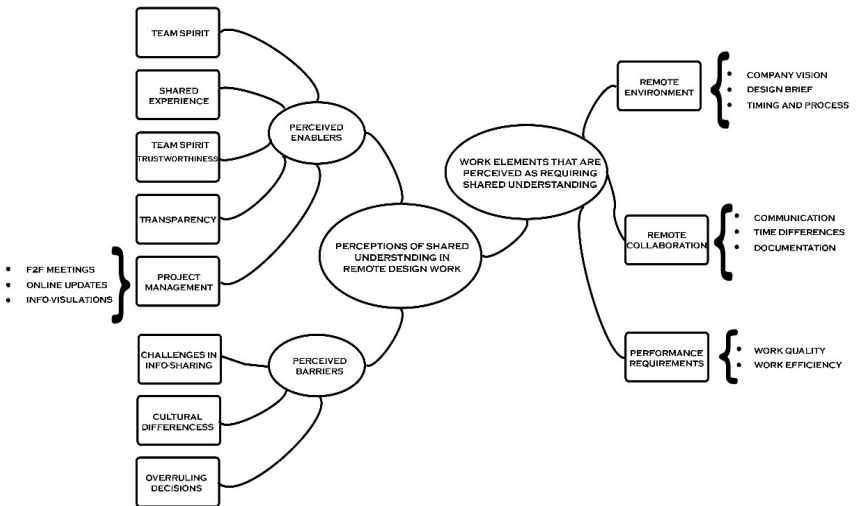 TEAM SPIRIT
SHARED
EXPERIENCE
TEAM SPIRIT
TRUSTWORTHINESS
TRANSPARENCY
PROJECT
MANAGEMENT
• F2F MEETINGS
• ONLINE UPDATES
• INFO-VISULATIONS
CHALLENGES IN
INFO-SHARING
CULTURAL
DIFFERENCESS
OVERRULING
DECISIONS
PERCEIVED
ENABLERS
PERCEIVED
BARRIERS
PERCEPTIONS OF SHARED
UNDERSTNDING IN
REMOTE DESIGN WORK
WORK ELEMENTS THAT ARE
PERCEIVED AS REQUIRING
SHARED UNDERSTANDING
REMOTE
ENVIRONMENT
• COMPANY VISION
• DESIGN BRIEF
• TIMING AND PROCESS
REMOTE
COLLABORATION
• COMMUNICATION
• TIME DIFFERENCES
• DOCUMENTATION
PERFORMANCE
REQUIREMENTS
• WORK QUALITY
• WORK EFFICIENCY